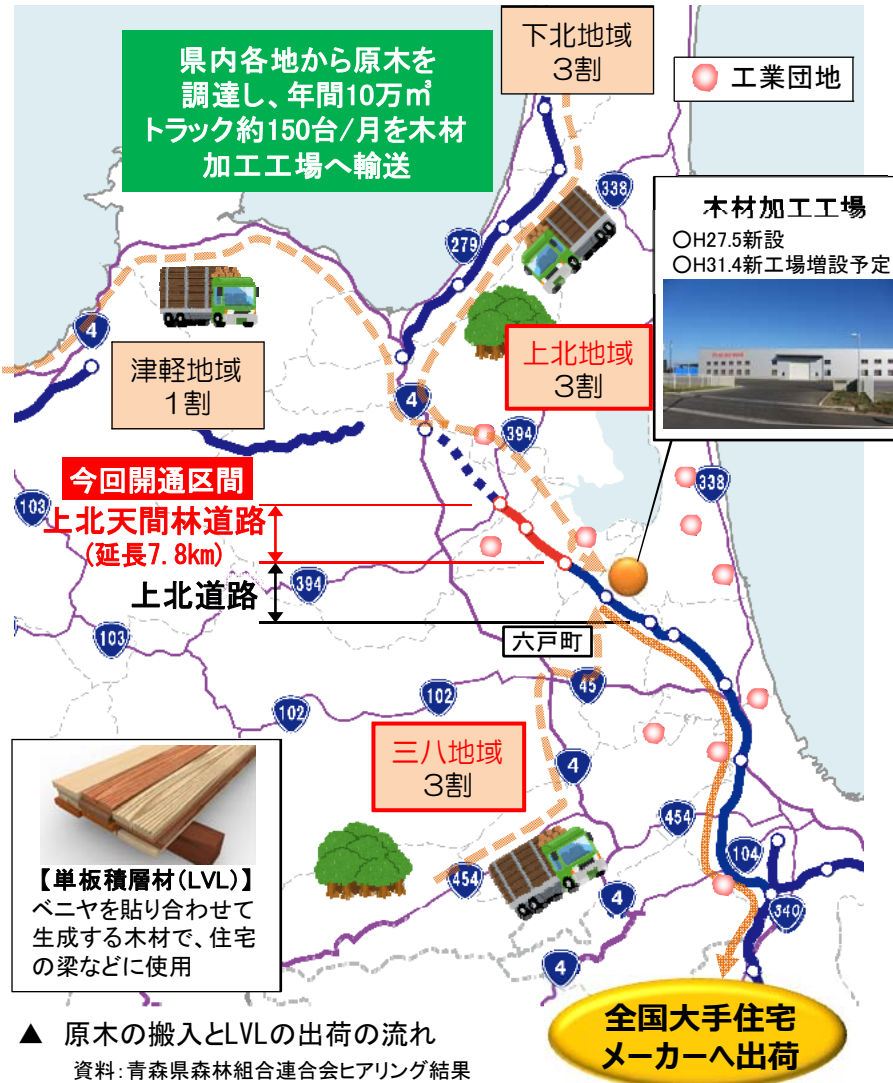 県内各地から原木を
調達し、年間10万㎥
トラック約150台/月を木材
加工工場へ輸送
下北地域
3割
工業団地
338
木材加工工場
○H27.5新設
○H31.4新工場増設予定
279
4
津軽地域
1割
上北地域
3割
4
394
338
今回開通区間
上北天間林道路
(延長7.8km)
103
上北道路
394
103
六戸町
45
102
102
三八地域
3割
4
454
【単板積層材(LVL)】
ベニヤを貼り合わせて
生成する木材で、住宅
の梁などに使用
454
104
4
340
4
全国大手住宅
メーカーへ出荷
▲ 原木の搬入とLVLの出荷の流れ
資料:青森県森林組合連合会ヒアリング結果